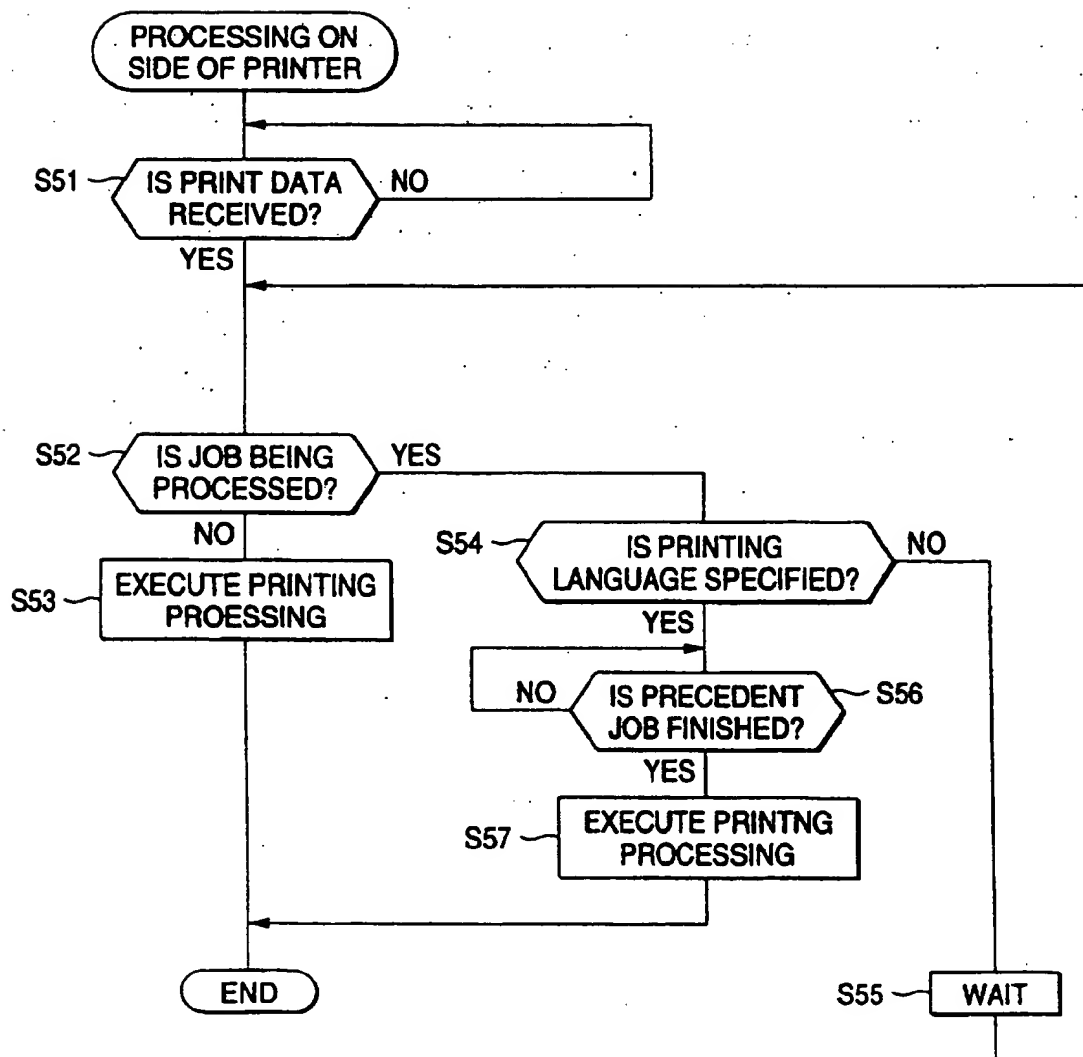 PROCESSING ON
SIDE OF PRINTER
S51
IS PRINT DATA
RECEIVED?
NO
YES
S52
IS JOB BEING
PROCESSED?
YES
NO
S53
EXECUTE PRINTING
PROESSING
S54
IS PRINTING
LANGUAGE SPECIFIED?
NO
YES
NO
IS PRECEDENT
JOB FINISHED?
S56
YES
S57
EXECUTE PRINTNG
PROCESSING
END
S55
WAIT